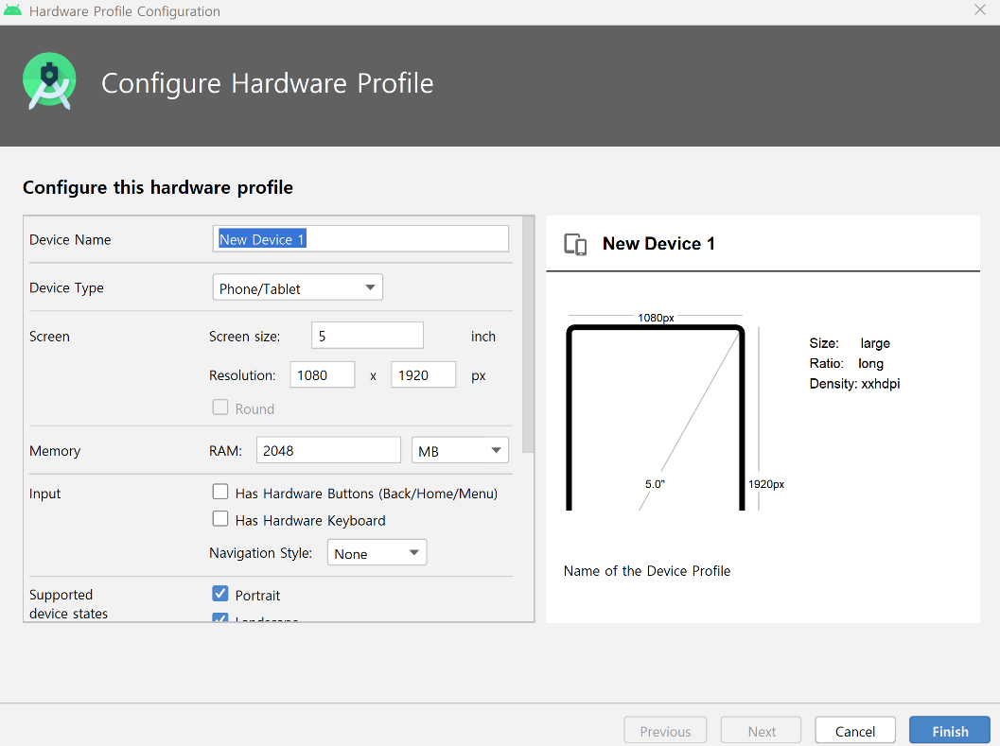 Hardware Profile Configuration
Configure Hardware Profile
Configure this hardware profile
Device Name New Device 1
Device Type Phone/Tablet
Screen Screen size: 5 inch
Resolution: 1080 x 1920 px
Round
Memory RAM: 2048 MB
Input Has Hardware Buttons (Back/Home/Menu)
Has Hardware Keyboard
Navigation Style: None
Supported
device states
Portrait
Landscape
New Device 1
1080px
Size: large
Ratio: long
Density: xxhdpi
5.0"
1920px
Name of the Device Profile
Previous Next Cancel Finish